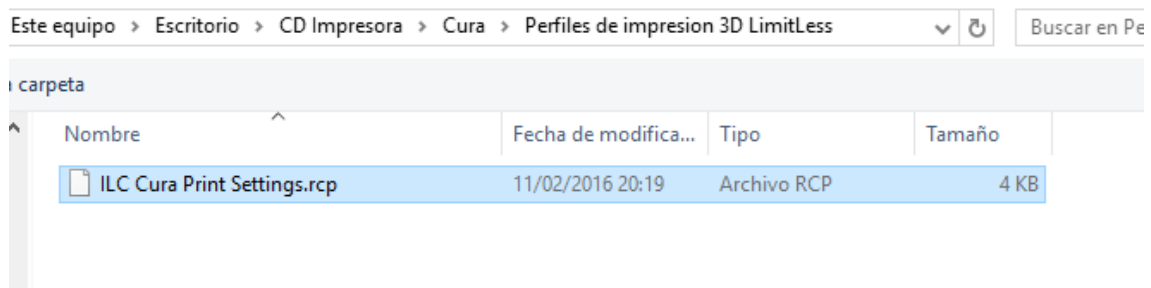 Este equipo > Escritorio > CD Impresora > Cura > Perfiles de impresion 3D LimitLess Buscar en Pe
carpeta
Nombre Fecha de modifica... Tipo Tamaño
ILC Cura Print Settings.rcp 11/02/2016 20:19 Archivo RCP 4 KB